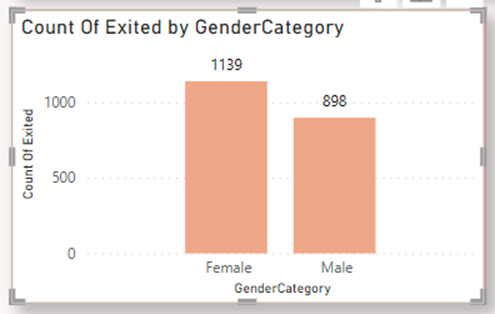 Count Of Exited by GenderCategory
1139
898
1000
500
0
Count Of Exited
Female
Male
GenderCategory